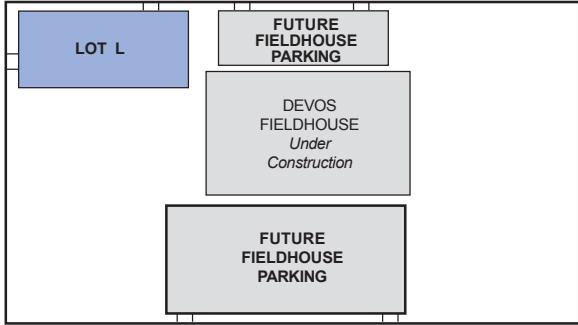 LOT L
FUTURE
FIELDHOUSE
PARKING
DEVOS
FIELDHOUSE
Under
Construction
FUTURE
FIELDHOUSE
PARKING